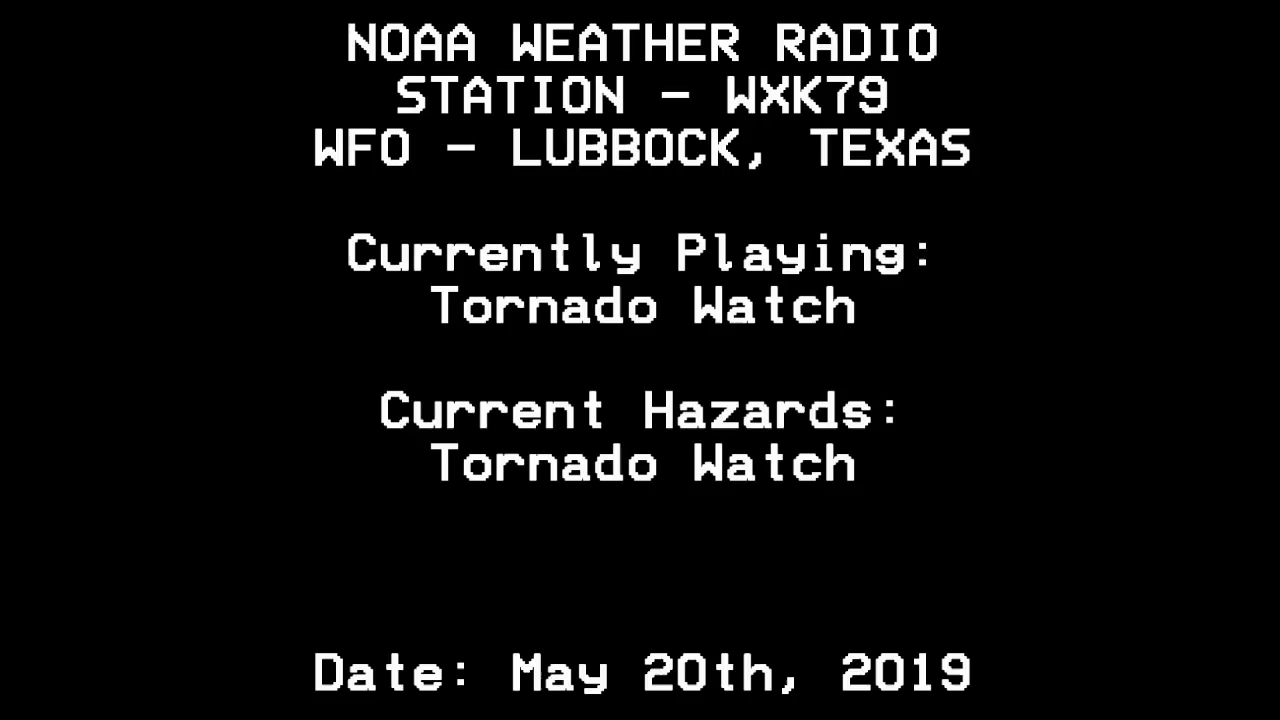 NOAA WEATHER RADIO
STATION - WXK79
WFO - LUBBOCK, TEXAS
Currently Playing:
Tornado Watch
Current Hazards:
Tornado Watch
Date: May 20th, 2019